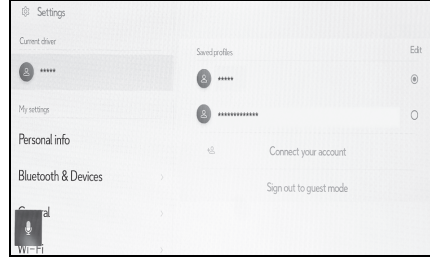 Settings
Current driver
*****
My settings
Personal info
Bluetooth & Devices
General
Wi-Fi
Saved profiles
Edit
*****
*************
Connect your account
Sign out to guest mode